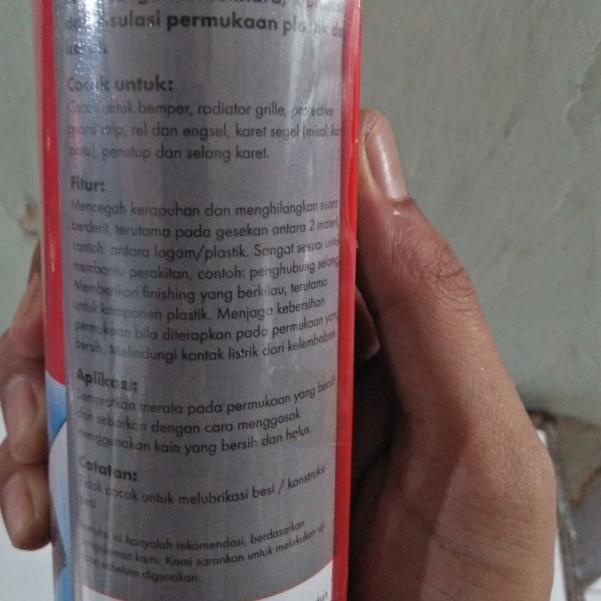 insulasi permukaan plastik
Cocok untuk:
Cocok untuk bemper, radiator grille, protective
guard strip, rel dan engsel, karet segel (misal
pintu), penutup dan selang karet.
Fitur:
Mencegah kerapuhan dan menghilangkan suara
berderit, terutama pada gesekan antara 2 materi,
contoh: antara logam/plastik. Sangat sesuai untuk
membantu perakitan, contoh: penghubung selang.
Memberikan finishing yang berkilau, terutama
untuk komponen plastik. Menjaga kebersihan
permukaan bila diterapkan pada permukaan yang
bersih. Melindungi kontak listrik dari kelembaban.
Aplikasi:
Semprotkan merata pada permukaan yang bersih
dan sebarkan dengan cara menggosok
menggunakan kain yang bersih dan halus.
Catatan:
Tidak cocok untuk melubrikasi besi / konstruksi
besi
ini hanyalah rekomendasi, berdasarkan
pengalaman kami. Kami sarankan untuk melakukan uji
sebelum digunakan.